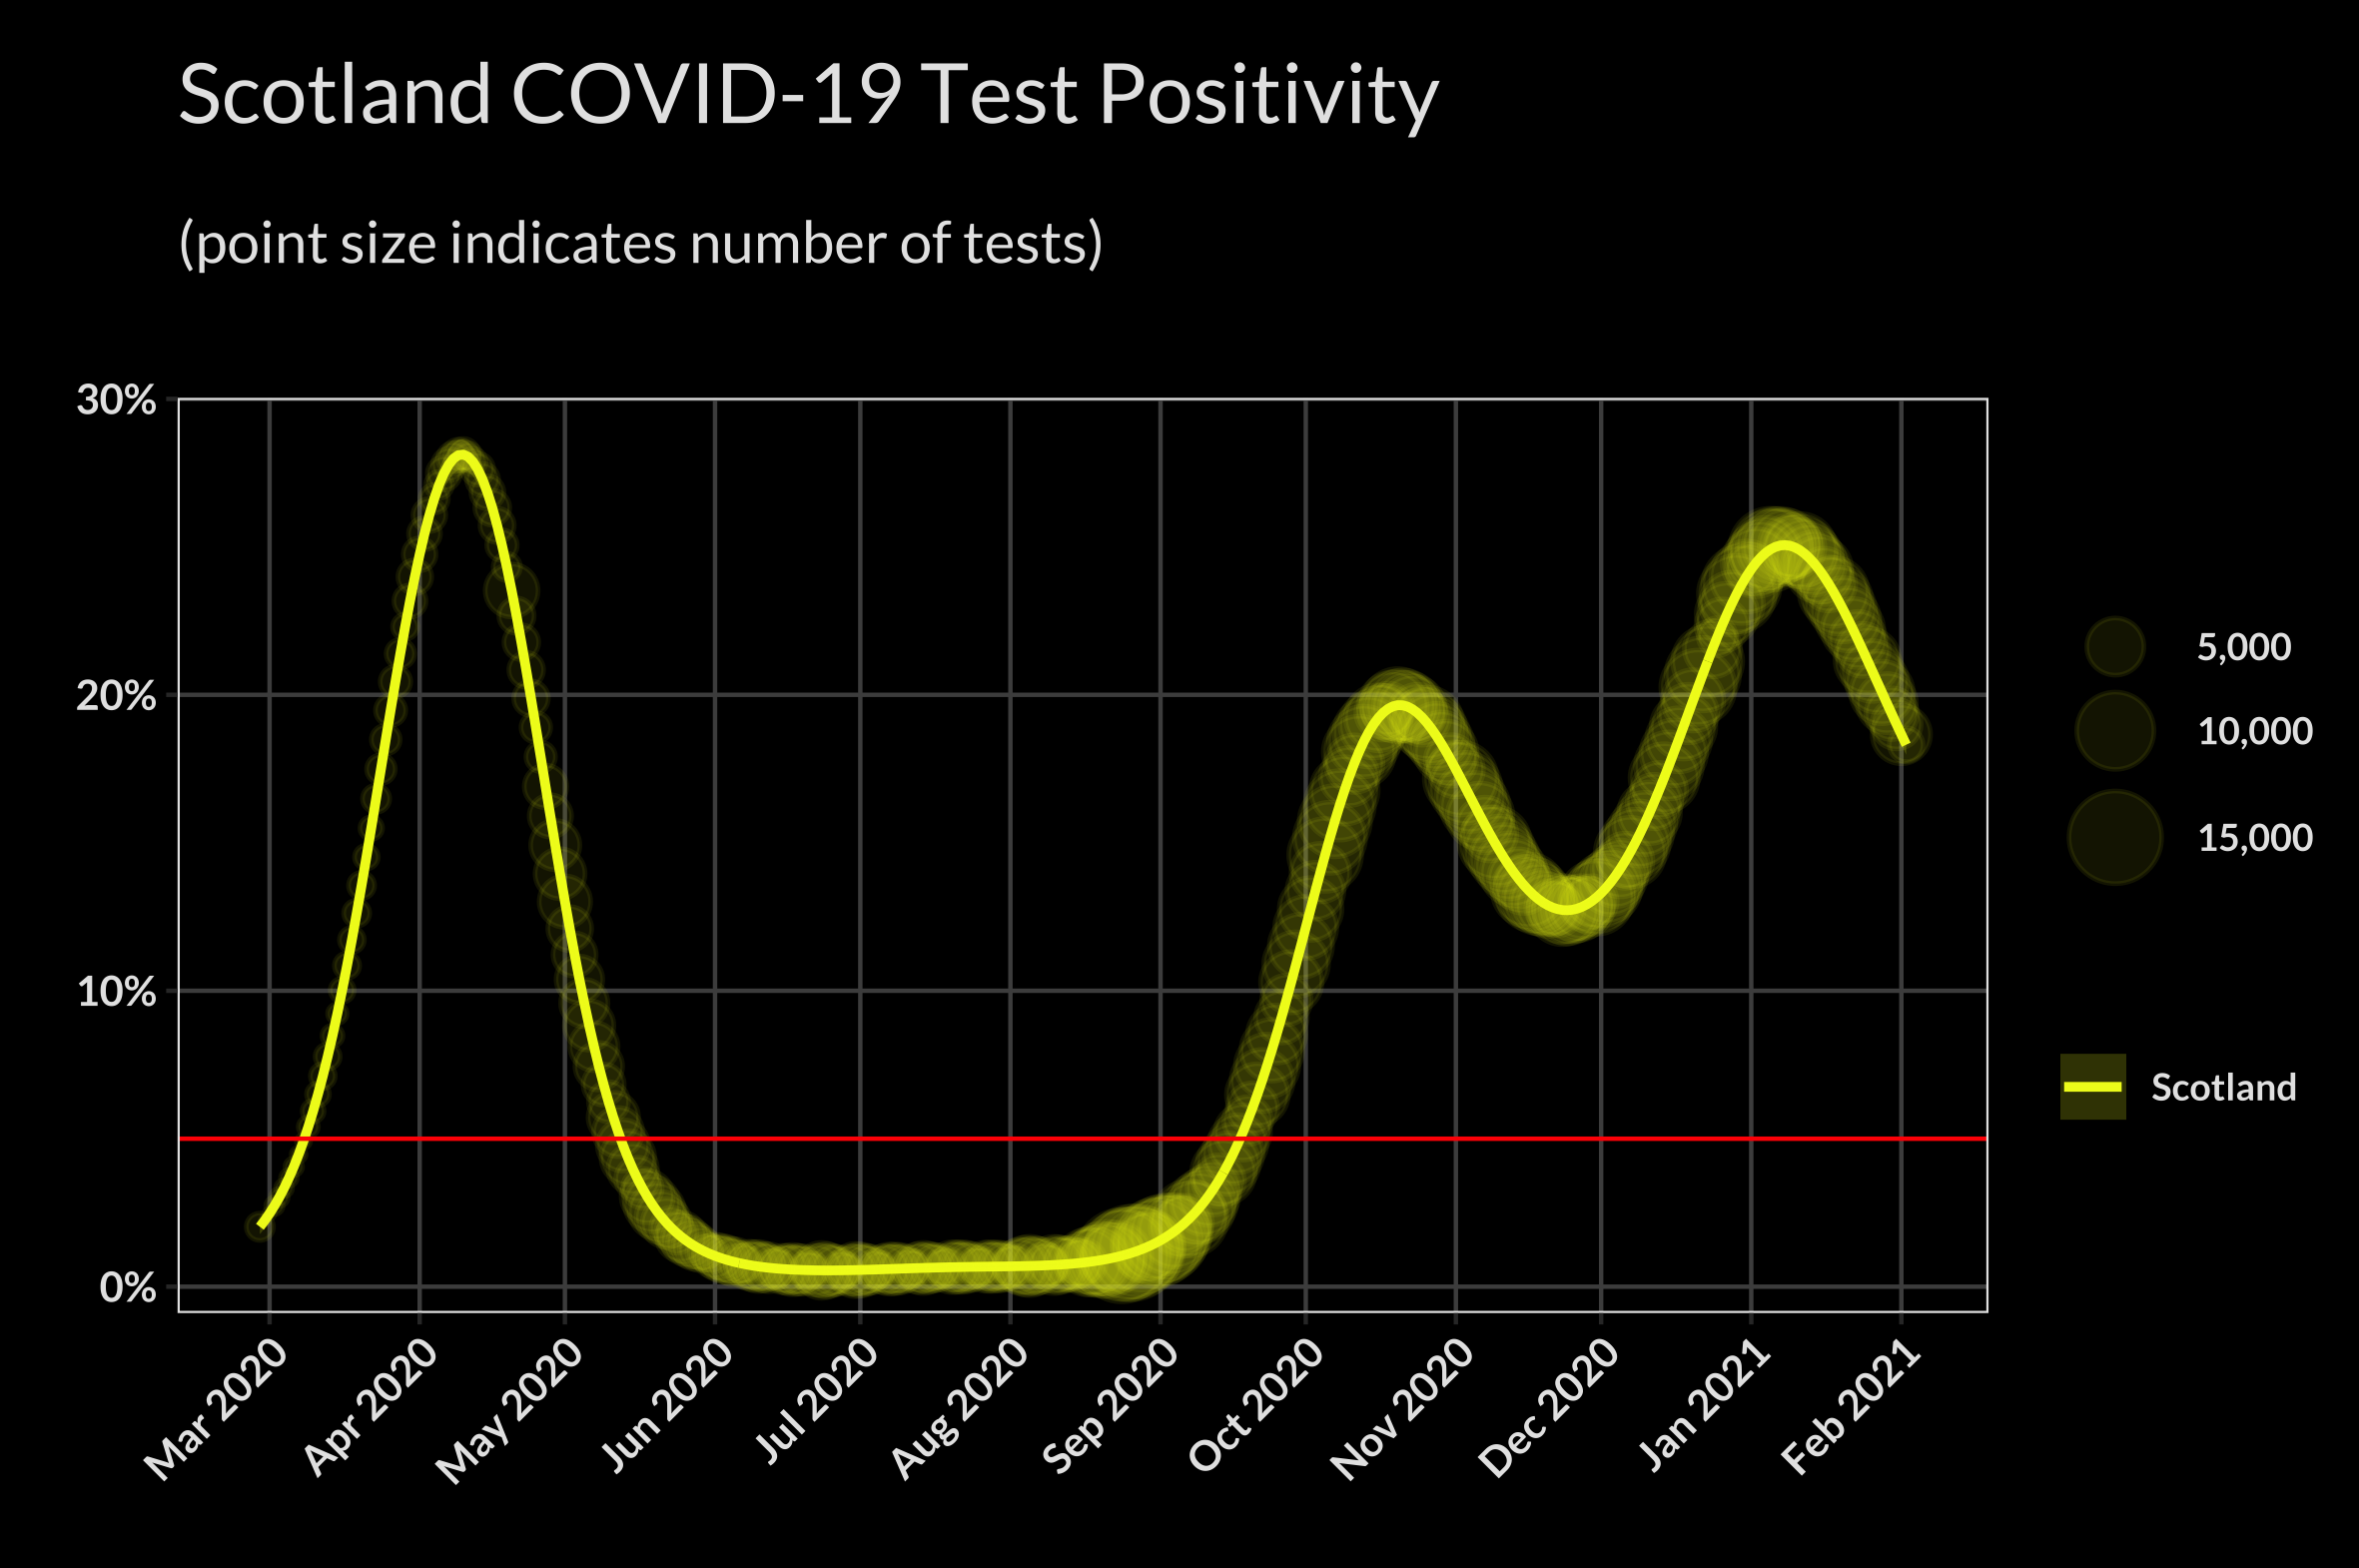 Scotland COVID-19 Test Positivity
(point size indicates number of tests)
30%
20%
10%
0%
Mar 2020
Apr 2020
May 2020
Jun 2020
Jul 2020
Aug 2020
Sep 2020
Oct 2020
Nov 2020
Dec 2020
Jan 2021
Feb 2021
5,000
10,000
15,000
Scotland